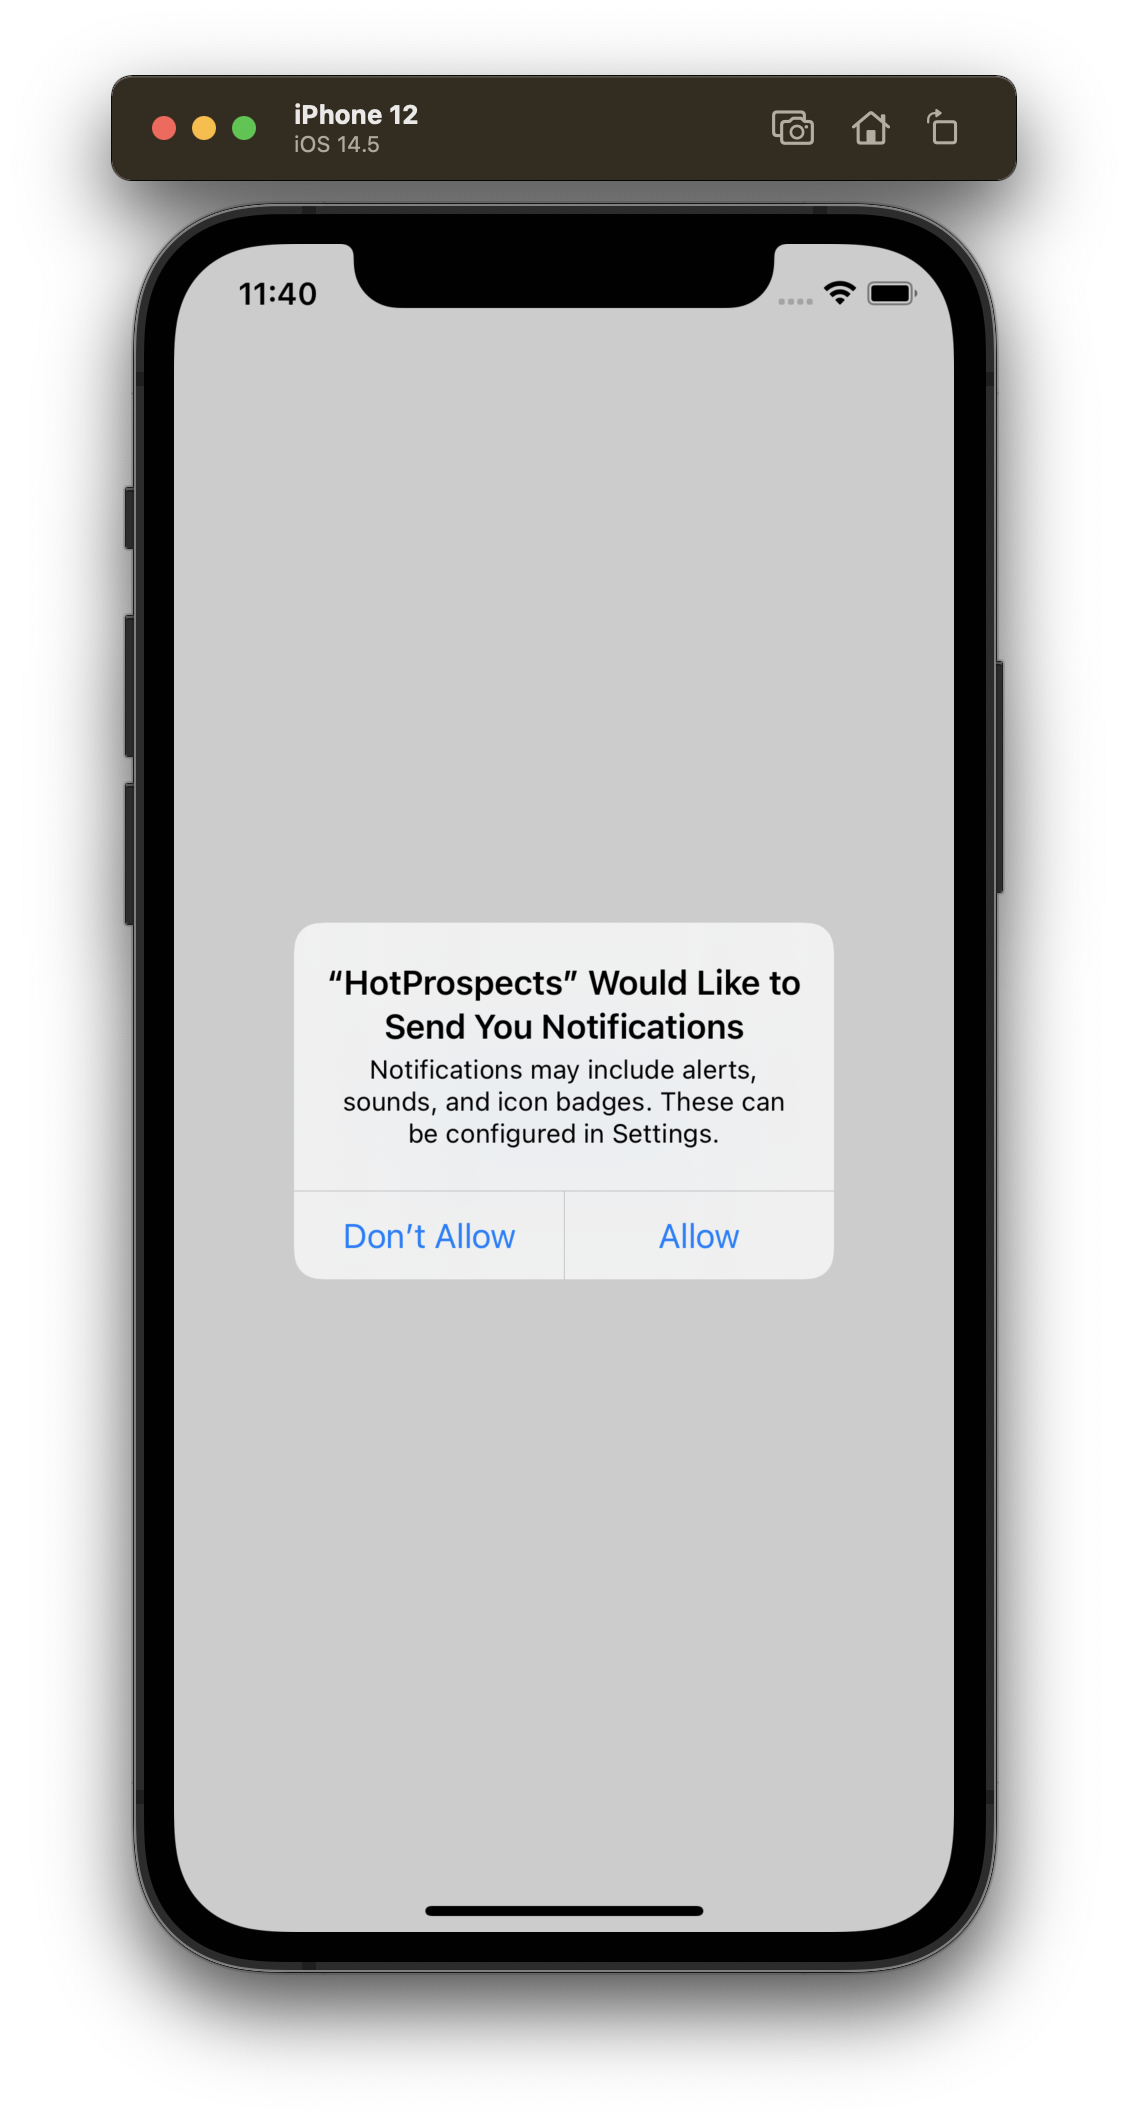 iPhone 12
iOS 14.5
11:40
“HotProspects” Would Like to
Send You Notifications
Notifications may include alerts,
sounds, and icon badges. These can
be configured in Settings.
Don’t Allow
Allow